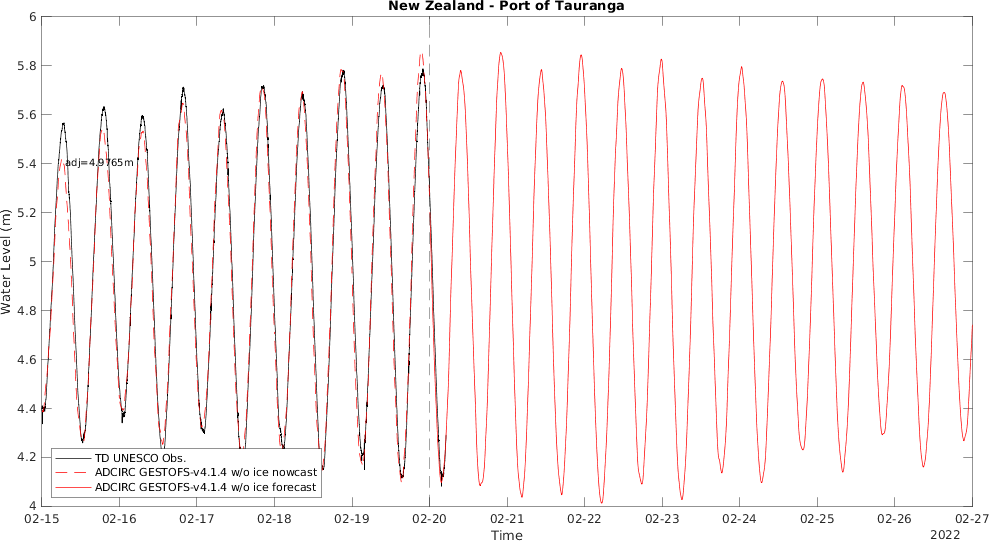 New Zealand - Port of Tauranga
6
5.8
5.6
5.4
5.2
5
4.8
4.6
4.4
4.2
4
Water Level (m)
adj=4.9765m
TD UNESCO Obs.
ADCIRC GESTOFS-v4.1.4 w/o ice nowcast
ADCIRC GESTOFS-v4.1.4 w/o ice forecast
02-15 02-16 02-17 02-18 02-19 02-20 02-21 02-22 02-23 02-24 02-25 02-26 02-27
Time
2022